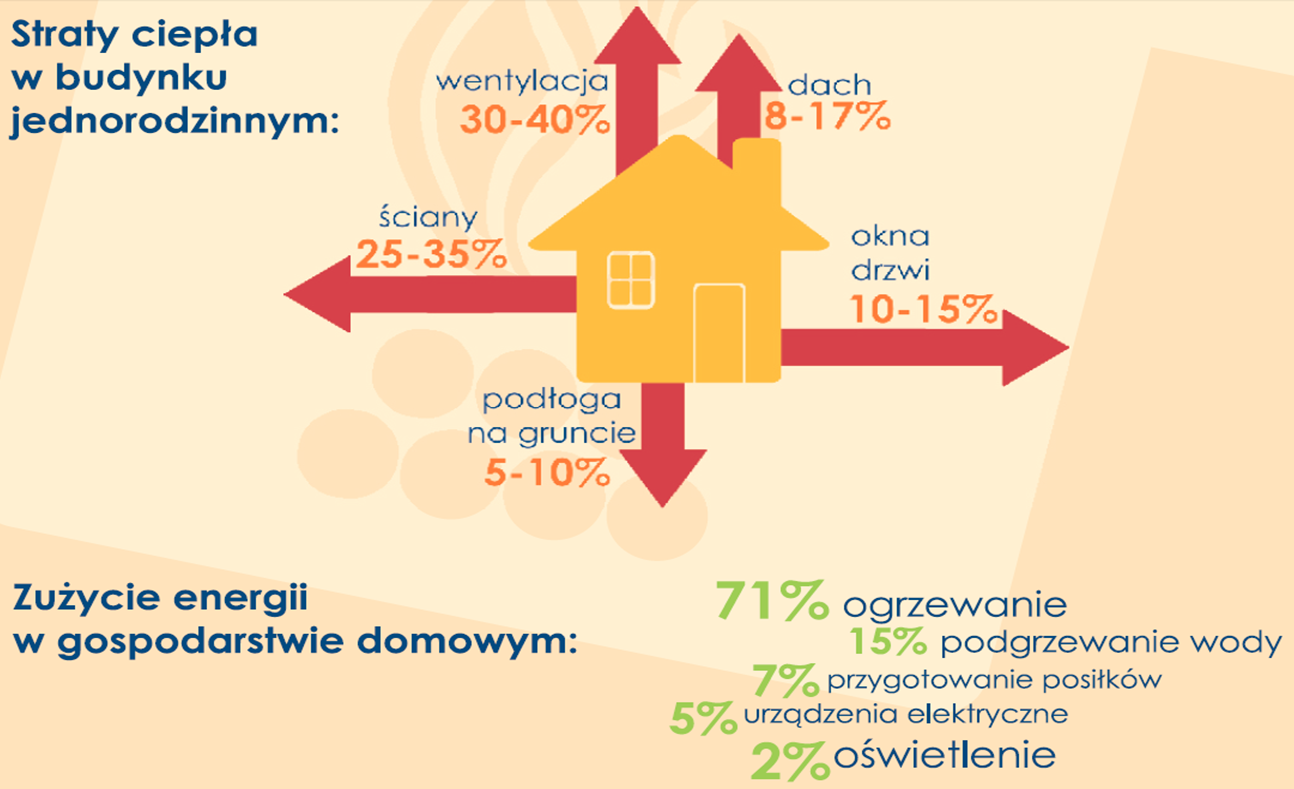 Straty ciepła
w budynku
jednorodzinnym:
wentylacja
30-40%
dach
8-17%
ściany
25-35%
okna
drzwi
10-15%
podłoga
na gruncie
5-10%
Zużycie energii
w gospodarstwie domowym:
71% ogrzewanie
15% podgrzewanie wody
7% przygotowanie posiłków
5% urządzenia elektryczne
2% oświetlenie